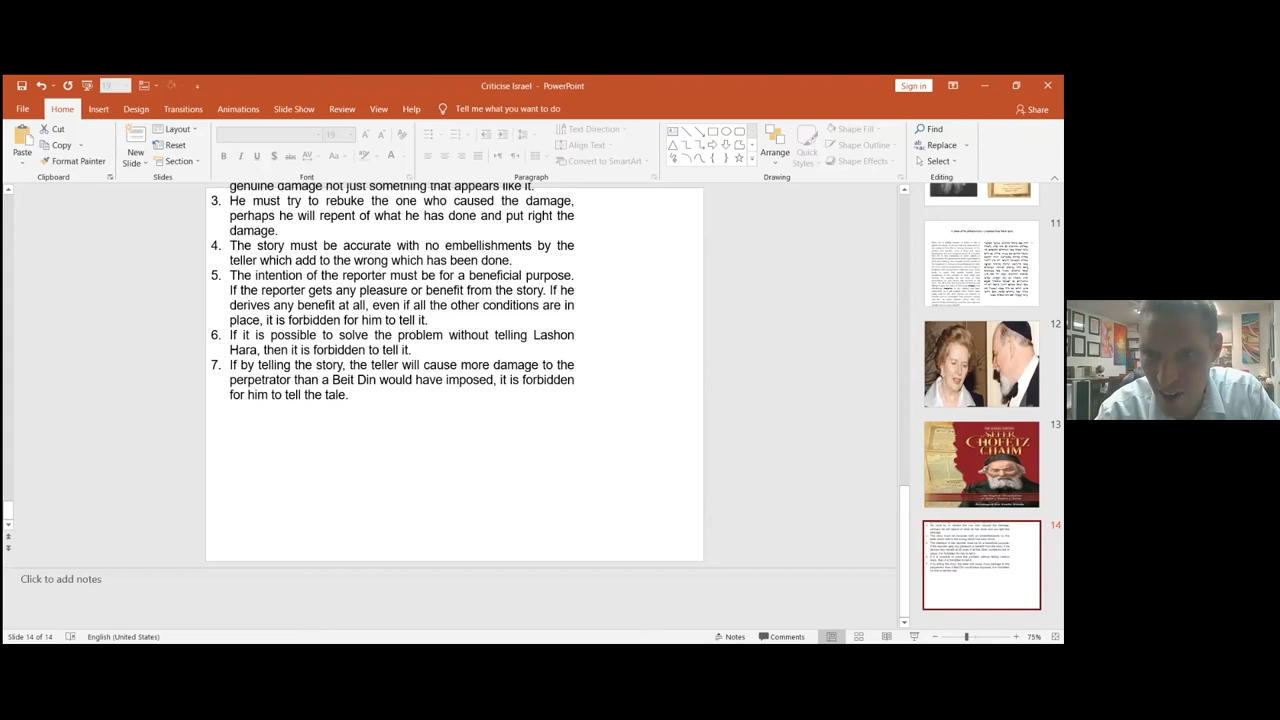 Criticise Israel - PowerPoint
Sign in
File Home Insert Design Transitions Animations Slide Show Review View Help Tell me what you want to do
Share
Paste
Cut
Copy
Format Painter
Clipboard
New Slide
Layout
Reset
Section
Slides
19
Font
Text Direction
Align Text
Convert to SmartArt
Paragraph
Arrange
Quick Styles
Shape Fill
Shape Outline
Shape Effects
Drawing
Find
Replace
Select
Editing
genuine damage not just something that appears like it.
3. He must try to rebuke the one who caused the damage,
perhaps he will repent of what he has done and put right the
damage.
4. The story must be accurate with no embellishments by the
teller which go to the wrong which has been done.
5. The intention of the reporter must be for a beneficial purpose.
If the reporter gets any pleasure or benefit from the story. If he
derives any benefit at all, even if all the other conditions are in
place, it is forbidden for him to tell it.
6. If it is possible to solve the problem without telling Lashon
Hara, then it is forbidden to tell it.
7. If by telling the story, the teller will cause more damage to the
perpetrator than a Beit Din would have imposed, it is forbidden
for him to tell the tale.
11
12
13
SEFER
CHOFETZ
CHAIM
14
Click to add notes
Slide 14 of 14
English (United States)
Notes
Comments
75%